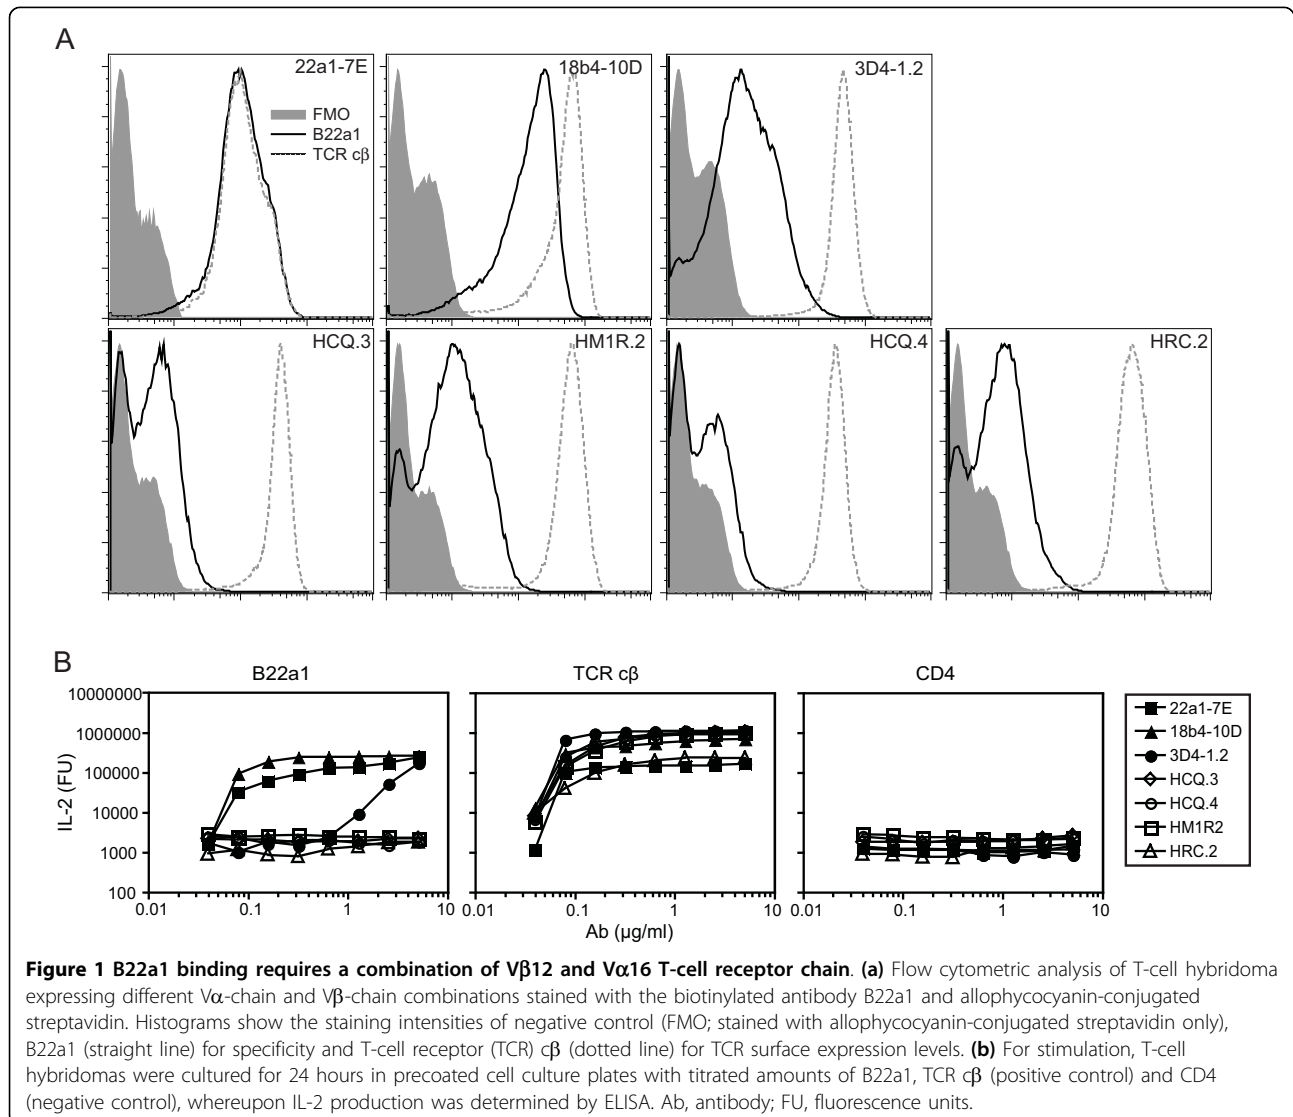 A
22a1-7E
18b4-10D
3D4-1.2
FMO
B22a1
TCR cβ
HCQ.3
HM1R.2
HCQ.4
HRC.2
B
B22a1
TCR cβ
CD4
10000000
1000000
100000
10000
1000
100
IL-2 (FU)
0.01 0.1 1 10
0.01 0.1 1 10
0.01 0.1 1 10
Ab (µg/ml)
22a1-7E
18b4-10D
3D4-1.2
HCQ.3
HCQ.4
HM1R2
HRC.2
Figure 1 B22a1 binding requires a combination of Vβ12 and Vα16 T-cell receptor chain. (a) Flow cytometric analysis of T-cell hybridoma
expressing different Vα-chain and Vβ-chain combinations stained with the biotinylated antibody B22a1 and allophycocyanin-conjugated
streptavidin. Histograms show the staining intensities of negative control (FMO; stained with allophycocyanin-conjugated streptavidin only),
B22a1 (straight line) for specificity and T-cell receptor (TCR) cβ (dotted line) for TCR surface expression levels. (b) For stimulation, T-cell
hybridomas were cultured for 24 hours in precoated cell culture plates with titrated amounts of B22a1, TCR cβ (positive control) and CD4
(negative control), whereupon IL-2 production was determined by ELISA. Ab, antibody; FU, fluorescence units.